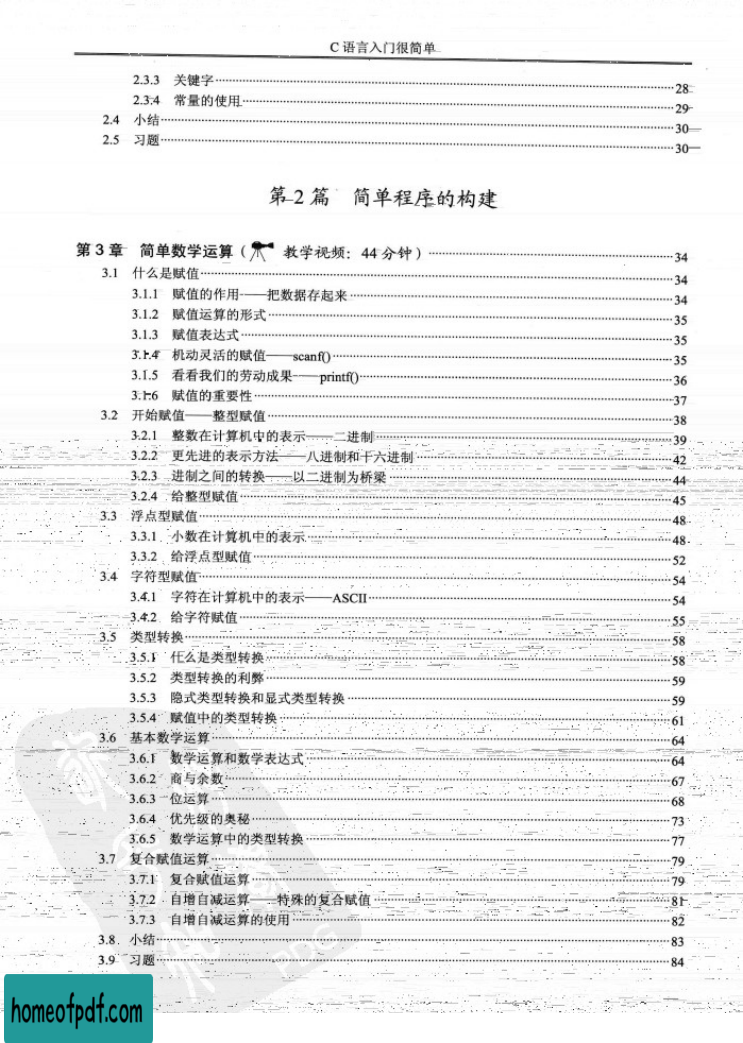 C 语言入门很简单
2.3.3 关键字 28
2.3.4 常量的使用 29
2.4 小结 30
2.5 习题 30
第 2 篇 简单程序的构建
第 3 章 简单数学运算（ 教学视频：44 分钟） 34
3.1 什么是赋值 34
3.1.1 赋值的作用——把数据存起来 34
3.1.2 赋值运算的形式 35
3.1.3 赋值表达式 35
3.1.4 机动灵活的赋值——scanf() 35
3.1.5 看看我们的劳动成果——printf() 36
3.1.6 赋值的重要性 37
3.2 开始赋值——整型赋值 38
3.2.1 整数在计算机中的表示——二进制 39
3.2.2 更先进的表示方法——八进制和十六进制 42
3.2.3 进制之间的转换——以二进制为桥梁 44
3.2.4 给整型赋值 45
3.3 浮点型赋值 48
3.3.1 小数在计算机中的表示 48
3.3.2 给浮点型赋值 52
3.4 字符型赋值 54
3.4.1 字符在计算机中的表示——ASCII 54
3.4.2 给字符赋值 55
3.5 类型转换 58
3.5.1 什么是类型转换 58
3.5.2 类型转换的利弊 59
3.5.3 隐式类型转换和显式类型转换 59
3.5.4 赋值中的类型转换 61
3.6 基本数学运算 64
3.6.1 数学运算和数学表达式 64
3.6.2 商与余数 67
3.6.3 位运算 68
3.6.4 优先级的奥秘 73
3.6.5 数学运算中的类型转换 77
3.7 复合赋值运算 79
3.7.1 复合赋值运算 79
3.7.2 自增自减运算——特殊的复合赋值 81
3.7.3 自增自减运算的使用 82
3.8 小结 83
3.9 习题 84
PDG
homeofpdf.com